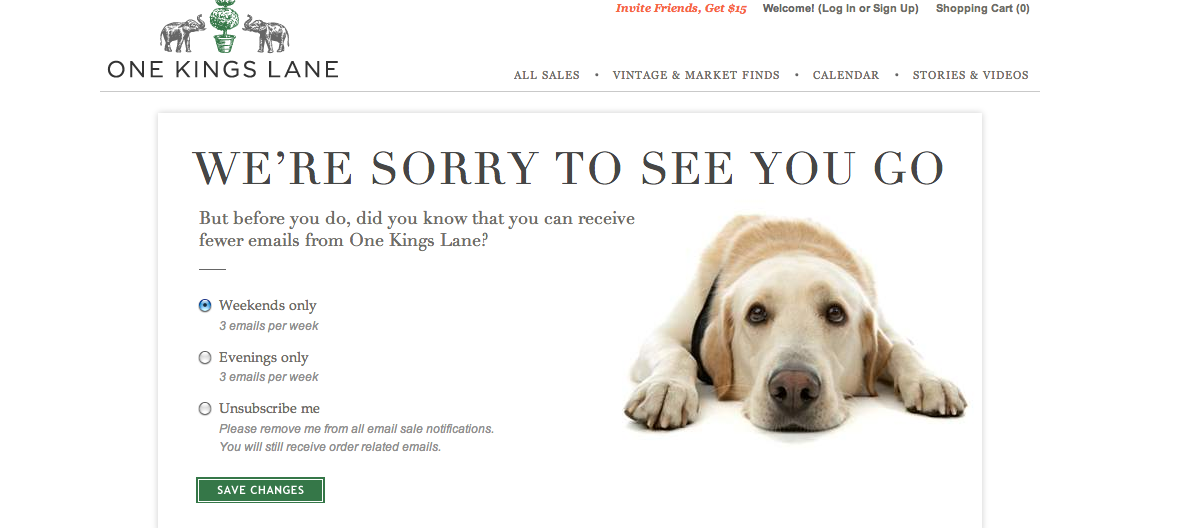 Invite Friends, Get $15 Welcome! (Log In or Sign Up) Shopping Cart (0)
ONE KINGS LANE
ALL SALES • VINTAGE & MARKET FINDS • CALENDAR • STORIES & VIDEOS
WE'RE SORRY TO SEE YOU GO
But before you do, did you know that you can receive
fewer emails from One Kings Lane?
Weekends only
3 emails per week
Evenings only
3 emails per week
Unsubscribe me
Please remove me from all email sale notifications.
You will still receive order related emails.
SAVE CHANGES